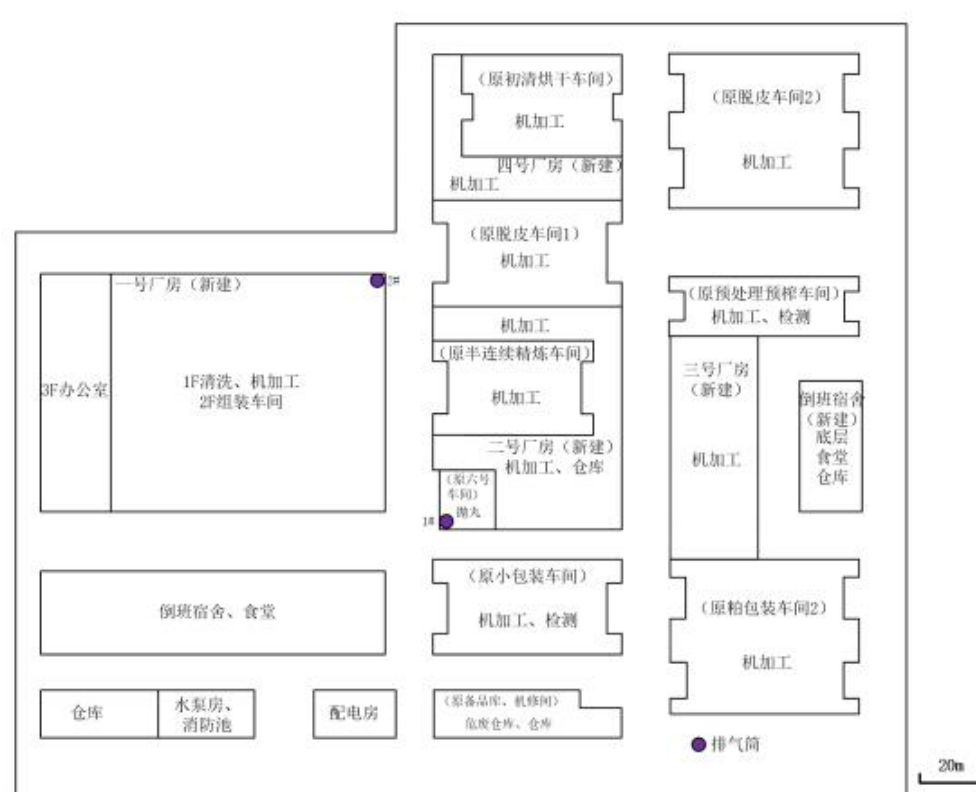 （原初清烘干车间）
机加工
四号厂房（新建）
机加工
（原脱皮车间2）
机加工
（原脱皮车间1）
机加工
一号厂房（新建）
2#
3F办公室
1F清洗、机加工
2F组装车间
机加工
（原半连续精炼车间）
机加工
二号厂房（新建）
机加工、仓库
（原六号
车间）
抛丸
1#
（原预处理预榨车间）
机加工、检测
三号厂房
（新建）
机加工
倒班宿舍
（新建）
底层
食堂
仓库
倒班宿舍、食堂
（原小包装车间）
机加工、检测
（原粕包装车间2）
机加工
仓库
水泵房、
消防池
配电房
（原备品库、机修间）
危废仓库、仓库
排气筒
20m